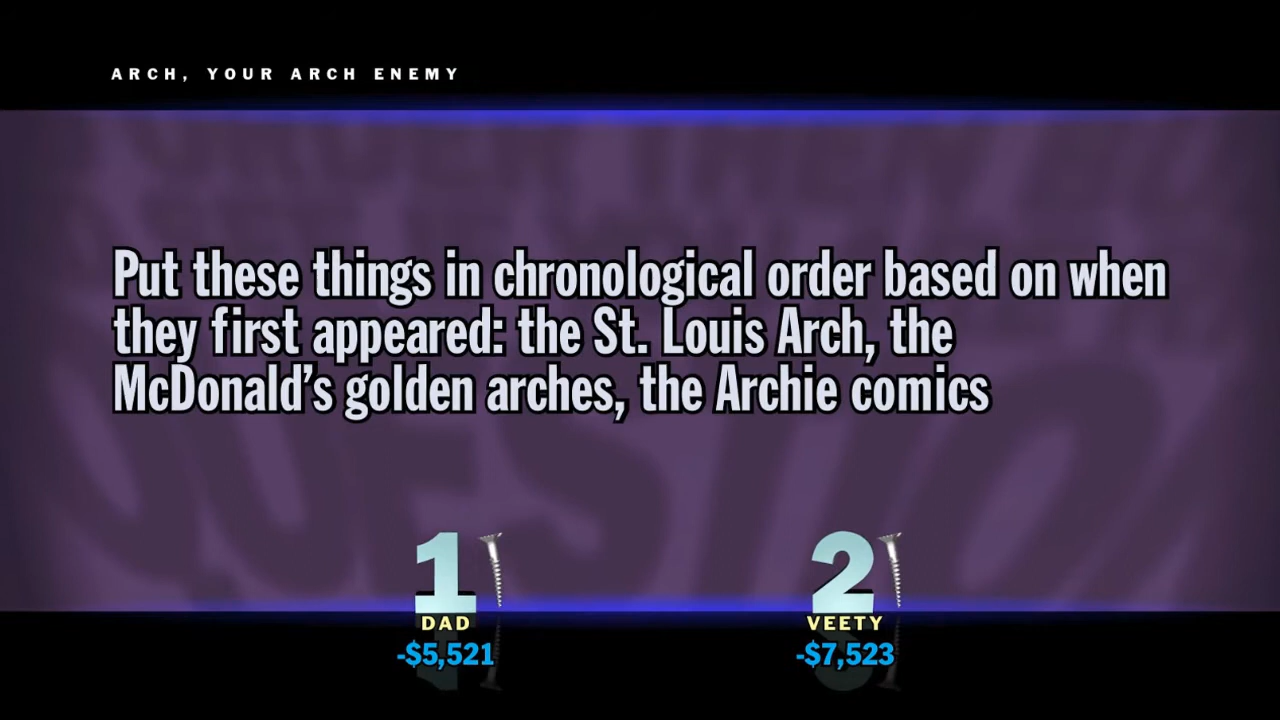 ARCH, YOUR ARCH ENEMY
Put these things in chronological order based on when
they first appeared: the St. Louis Arch, the
McDonald's golden arches, the Archie comics
1
DAD
-$5,521
2
VEETY
-$7,523